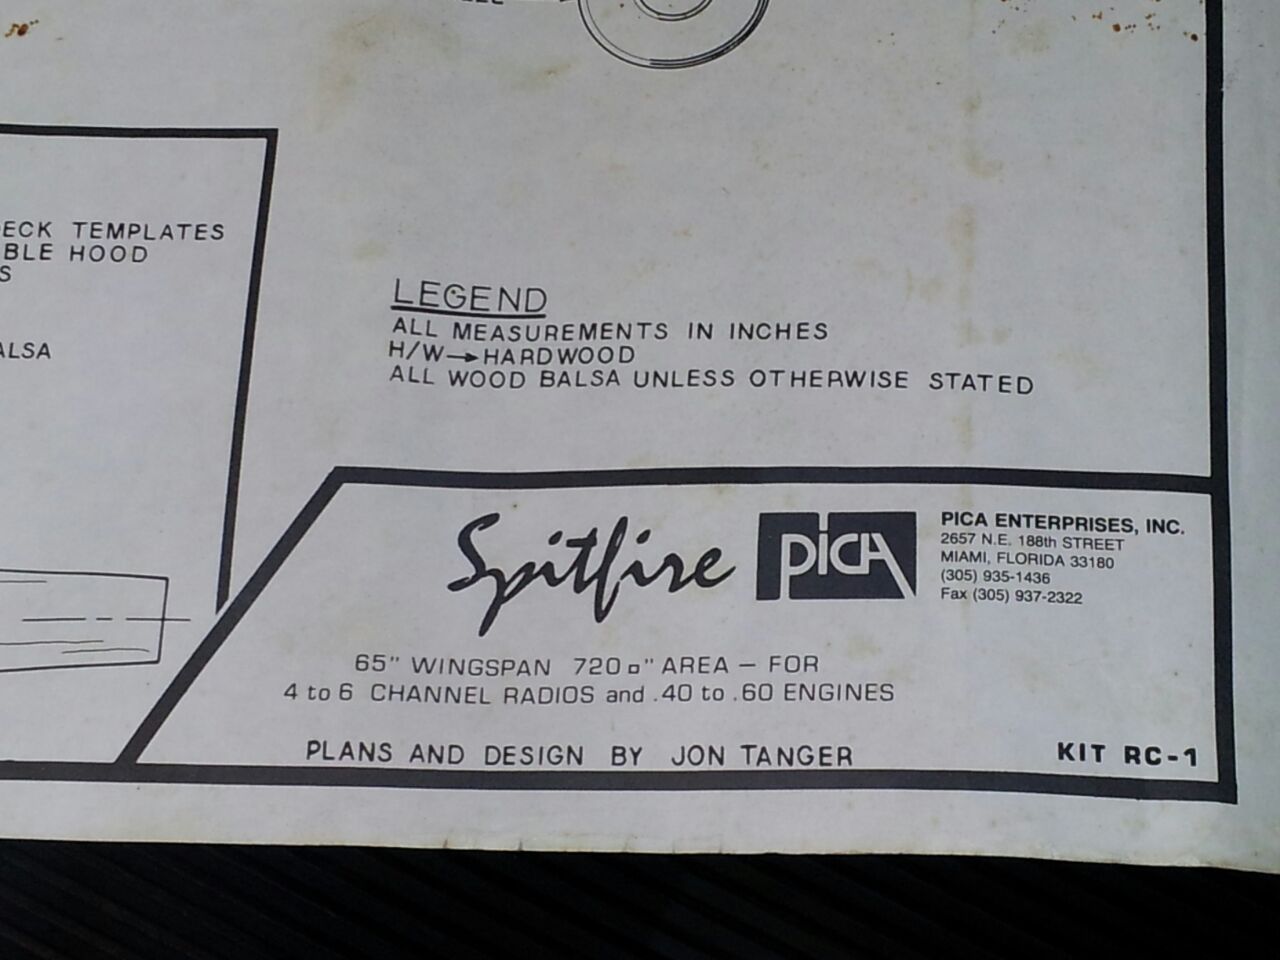 50"
ECK TEMPLATES
BLE HOOD
S
ALSA
LEGEND
ALL MEASUREMENTS IN INCHES
H/W→HARDWOOD
ALL WOOD BALSA UNLESS OTHERWISE STATED
Spitfire
PICA
PICA ENTERPRISES, INC.
2657 N.E. 188th STREET
MIAMI, FLORIDA 33180
(305) 935-1436
Fax (305) 937-2322
65" WINGSPAN 720 □" AREA – FOR
4 to 6 CHANNEL RADIOS and .40 to .60 ENGINES
PLANS AND DESIGN BY JON TANGER
KIT RC-1